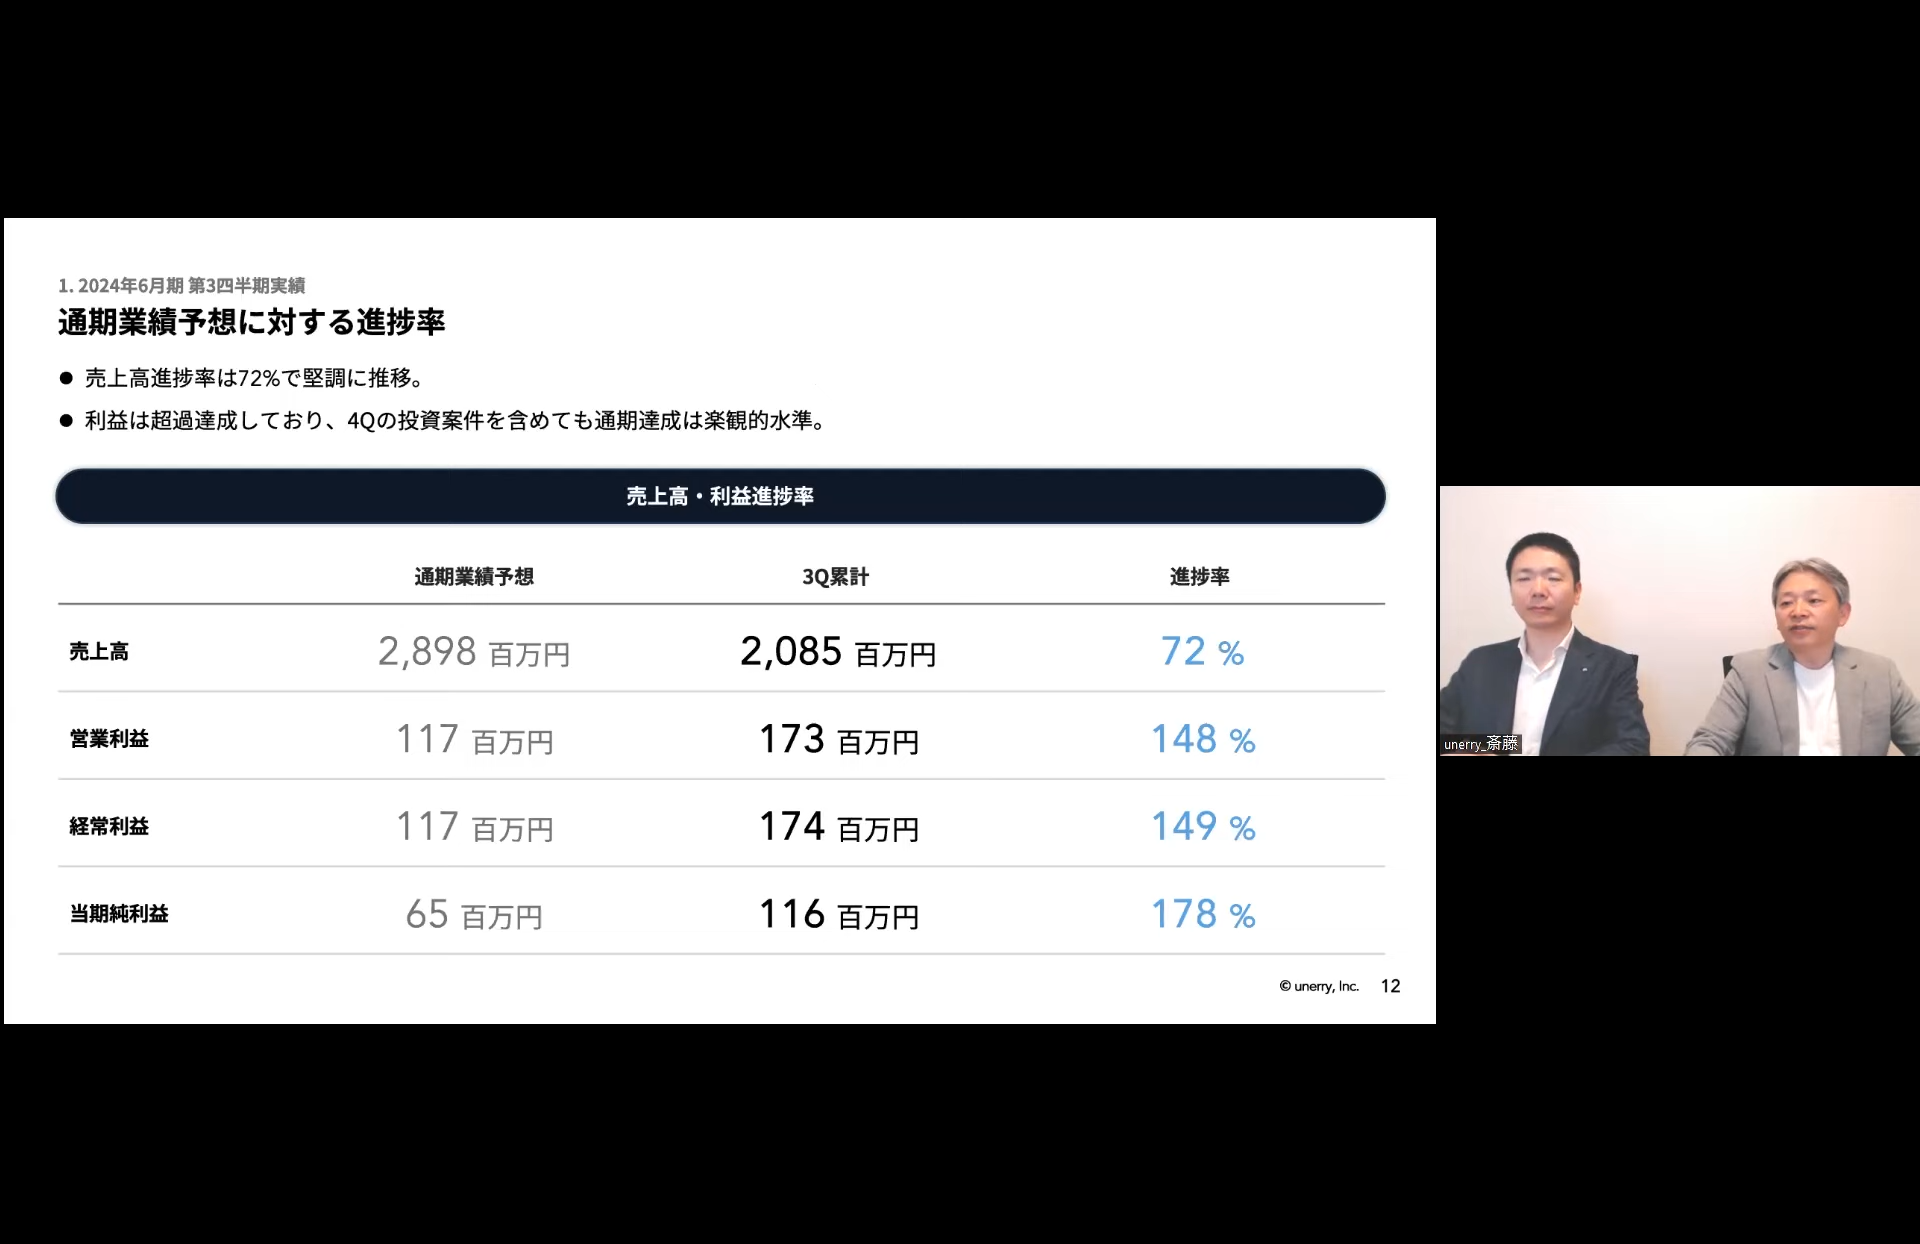 1. 2024年6月期 第3四半期実績
通期業績予想に対する進捗率
● 売上高進捗率は72%で堅調に推移。
● 利益は超過達成しており、4Qの投資案件を含めても通期達成は楽観的水準。
売上高・利益進捗率
通期業績予想 3Q累計 進捗率
売上高 2,898 百万円 2,085 百万円 72 %
営業利益 117 百万円 173 百万円 148 %
経常利益 117 百万円 174 百万円 149 %
当期純利益 65 百万円 116 百万円 178 %
© unerry, Inc. 12
unerry_斎藤